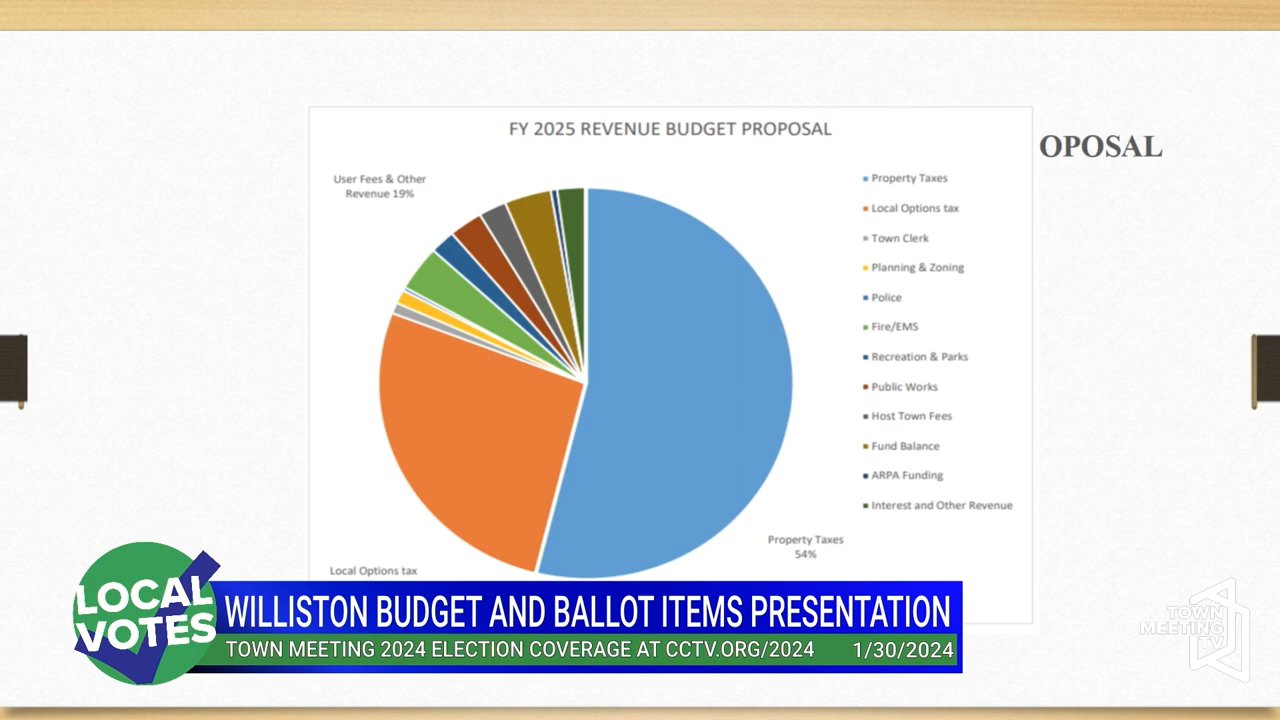 FY 2025 REVENUE BUDGET PROPOSAL
OPOSAL
User Fees & Other
Revenue 19%
Property Taxes
Local Options tax
Town Clerk
Planning & Zoning
Police
Fire/EMS
Recreation & Parks
Public Works
Host Town Fees
Fund Balance
ARPA Funding
Interest and Other Revenue
Property Taxes
54%
Local Options tax
LOCAL
VOTES
WILLISTON BUDGET AND BALLOT ITEMS PRESENTATION
TOWN MEETING 2024 ELECTION COVERAGE AT CCTV.ORG/2024 1/30/2024
TOWN
MEETING
TV